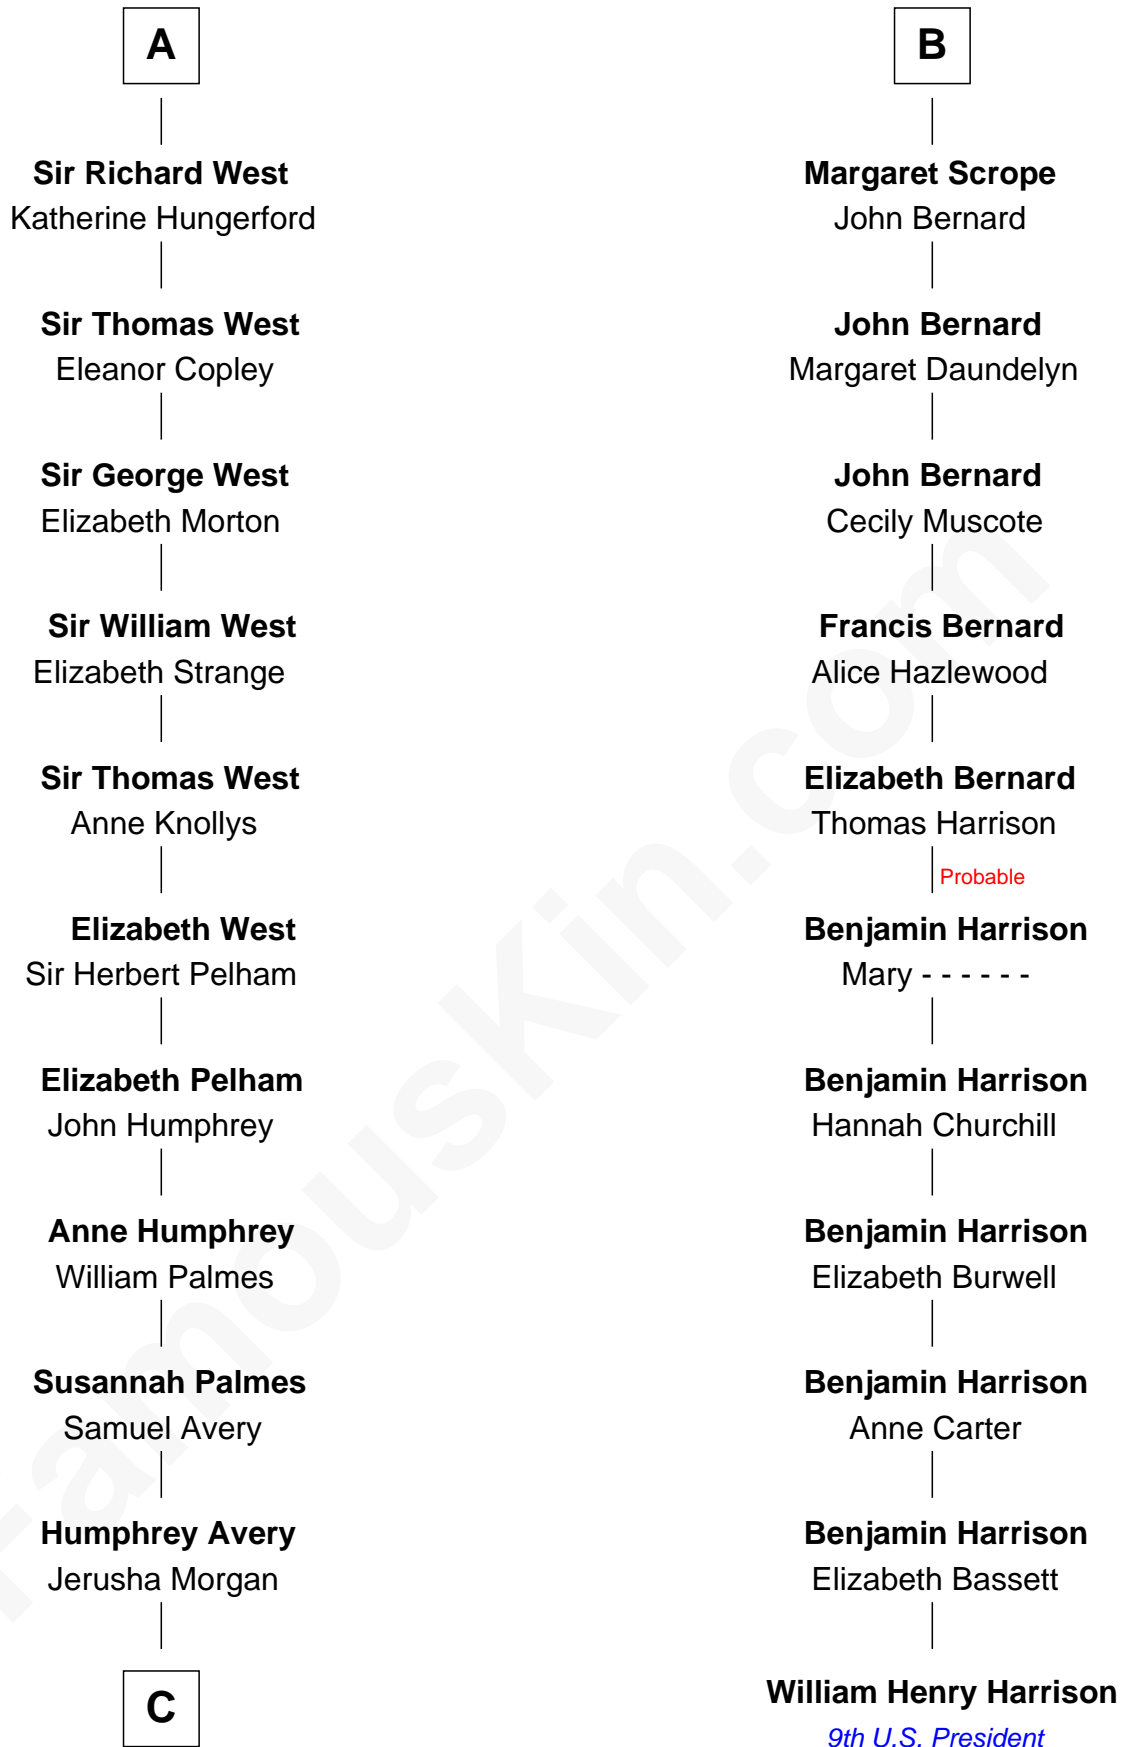 A
Sir Richard West
Katherine Hungerford
Sir Thomas West
Eleanor Copley
Sir George West
Elizabeth Morton
Sir William West
Elizabeth Strange
Sir Thomas West
Anne Knollys
Elizabeth West
Sir Herbert Pelham
Elizabeth Pelham
John Humphrey
Anne Humphrey
William Palmes
Susannah Palmes
Samuel Avery
Humphrey Avery
Jerusha Morgan
C
B
Margaret Scrope
John Bernard
John Bernard
Margaret Daundelyn
John Bernard
Cecily Muscote
Francis Bernard
Alice Hazlewood
Elizabeth Bernard
Thomas Harrison
Probable
Benjamin Harrison
Mary - - - - - -
Benjamin Harrison
Hannah Churchill
Benjamin Harrison
Elizabeth Burwell
Benjamin Harrison
Anne Carter
Benjamin Harrison
Elizabeth Bassett
William Henry Harrison
9th U.S. President
FamousKin.com